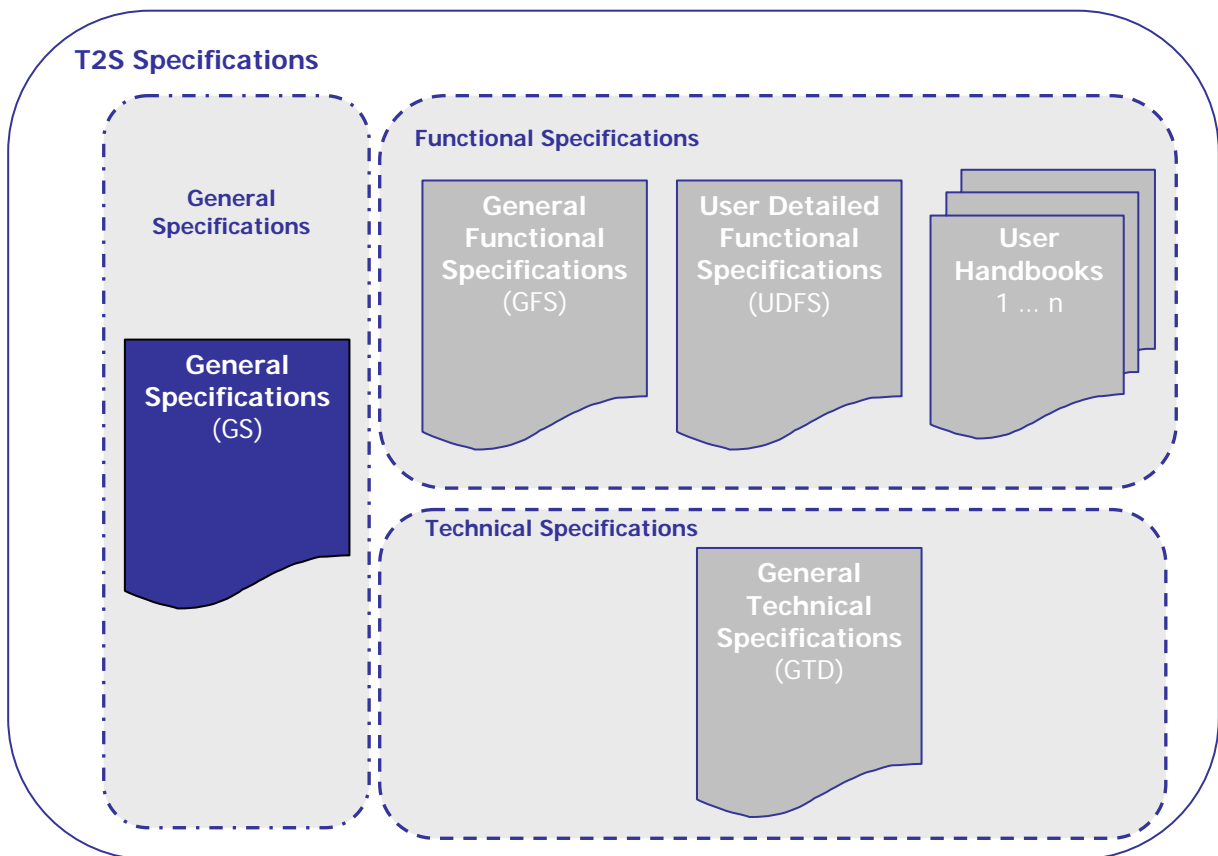 T2S Specifications
General
Specifications
General
Specifications
(GS)
Functional Specifications
General
Functional
Specifications
(GFS)
User Detailed
Functional
Specifications
(UDFS)
User
Handbooks
1 ... n
Technical Specifications
General
Technical
Specifications
(GTD)